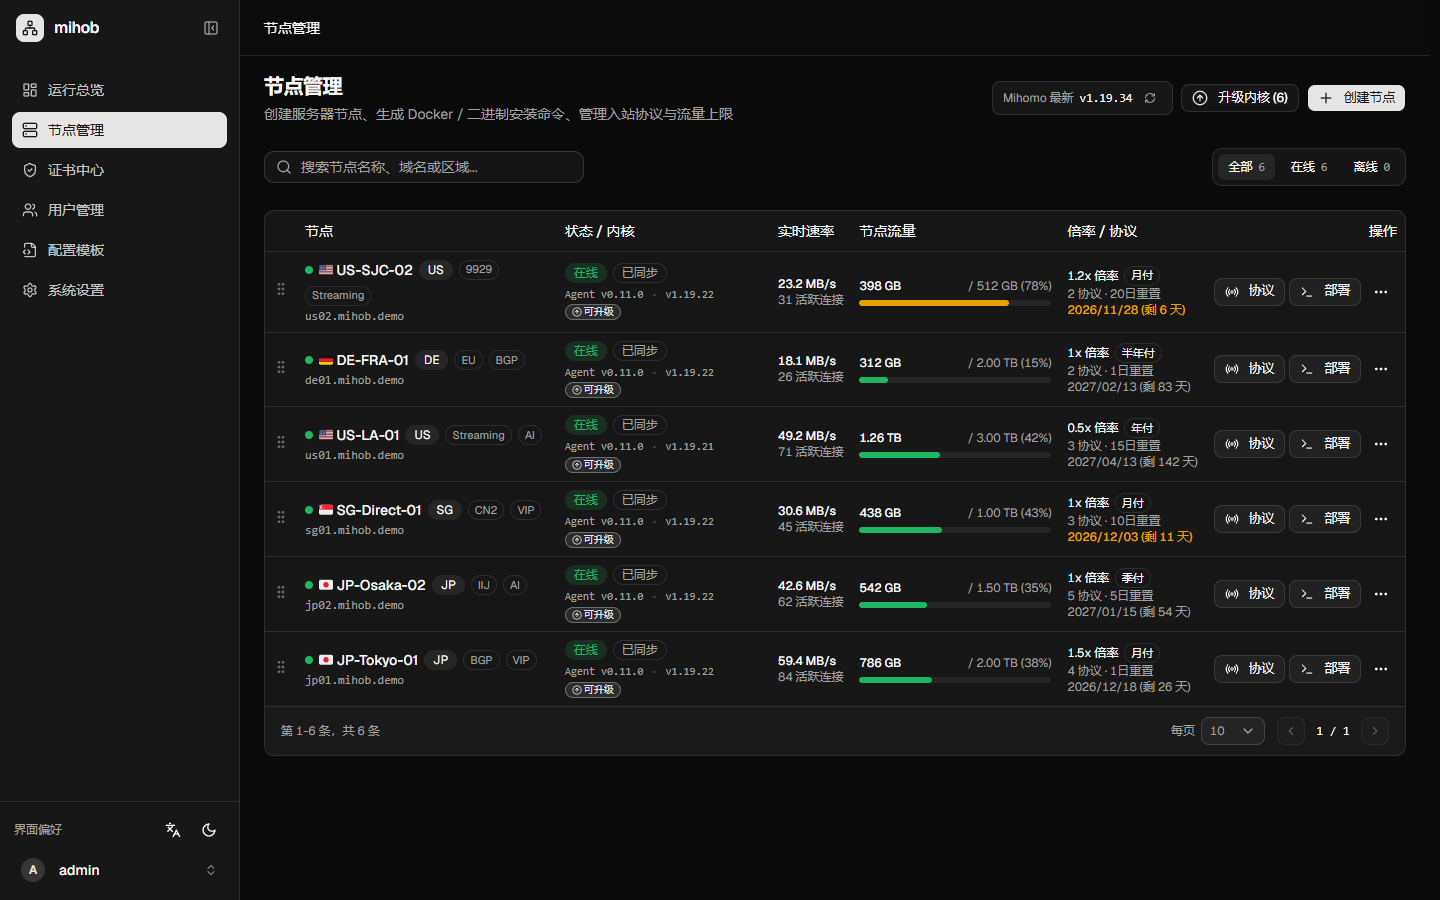 mihob
运行总览
节点管理
证书中心
用户管理
配置模板
系统设置
界面偏好
A admin
节点管理
节点管理
创建服务器节点、生成 Docker / 二进制安装命令、管理入站协议与流量上限
Mihomo 最新 v1.19.34
升级内核 (6)
创建节点
搜索节点名称、域名或区域...
全部 6 在线 6 离线 0
节点 状态 / 内核 实时速率 节点流量 倍率 / 协议 操作
US-SJC-02 US 9929
Streaming
us02.mihob.demo
在线 已同步
Agent v0.11.0 · v1.19.22
可升级
23.2 MB/s
31 活跃连接
398 GB / 512 GB (78%)
1.2x 倍率 月付
2 协议 · 20日重置
2026/11/28 (剩 6 天)
协议 部署
DE-FRA-01 DE EU BGP
de01.mihob.demo
在线 已同步
Agent v0.11.0 · v1.19.22
可升级
18.1 MB/s
26 活跃连接
312 GB / 2.00 TB (15%)
1x 倍率 半年付
2 协议 · 1日重置
2027/02/13 (剩 83 天)
协议 部署
US-LA-01 US Streaming AI
us01.mihob.demo
在线 已同步
Agent v0.11.0 · v1.19.21
可升级
49.2 MB/s
71 活跃连接
1.26 TB / 3.00 TB (42%)
0.5x 倍率 年付
3 协议 · 15日重置
2027/04/13 (剩 142 天)
协议 部署
SG-Direct-01 SG CN2 VIP
sg01.mihob.demo
在线 已同步
Agent v0.11.0 · v1.19.22
可升级
30.6 MB/s
45 活跃连接
438 GB / 1.00 TB (43%)
1x 倍率 月付
3 协议 · 10日重置
2026/12/03 (剩 11 天)
协议 部署
JP-Osaka-02 JP IIJ AI
jp02.mihob.demo
在线 已同步
Agent v0.11.0 · v1.19.22
可升级
42.6 MB/s
62 活跃连接
542 GB / 1.50 TB (35%)
1x 倍率 季付
5 协议 · 5日重置
2027/01/15 (剩 54 天)
协议 部署
JP-Tokyo-01 JP BGP VIP
jp01.mihob.demo
在线 已同步
Agent v0.11.0 · v1.19.22
可升级
59.4 MB/s
84 活跃连接
786 GB / 2.00 TB (38%)
1.5x 倍率 月付
4 协议 · 1日重置
2026/12/18 (剩 26 天)
协议 部署
第 1-6 条，共 6 条
每页 10 1 / 1